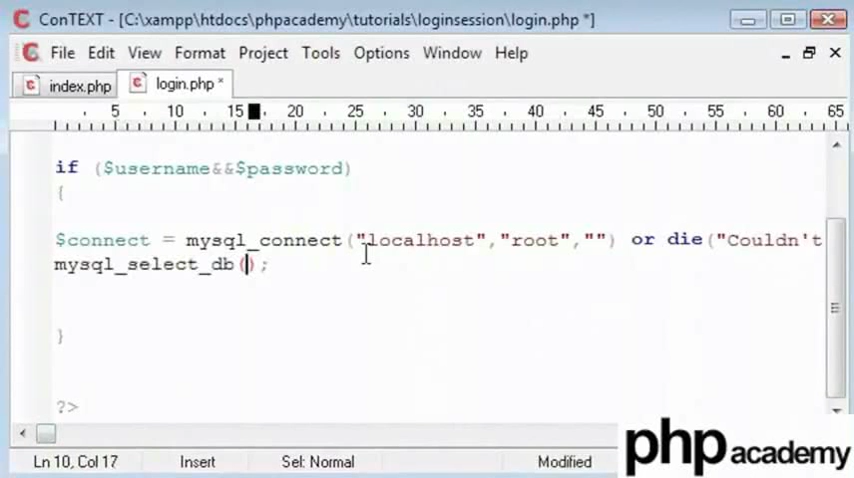 ConTEXT - [C:\xampp\htdocs\phpacademy\tutorials\loginsession\login.php *]
File Edit View Format Project Tools Options Window Help
index.php login.php *
5 10 15 20 25 30 35 40 45 50 55 60 65
if ($username&&$password)
{
$connect = mysql_connect("localhost","root","") or die("Couldn't
mysql_select_db();
}
?>
Ln 10, Col 17 Insert Sel: Normal Modified
php academy